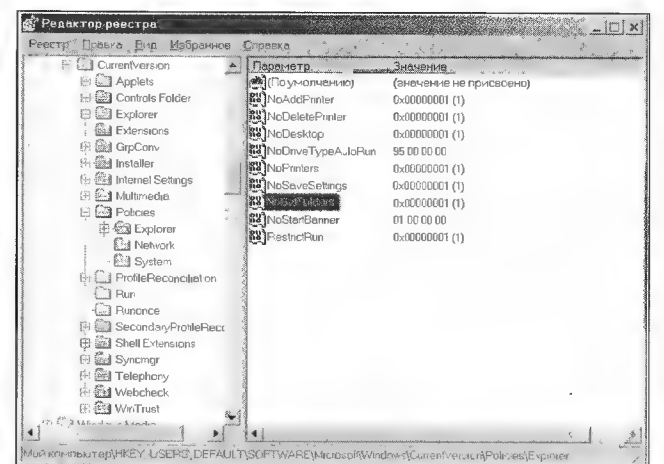 Редактор реестра
Реестр Правка Вид Избранное Справка
CurrentVersion
Applets
Controls Folder
Explorer
Extensions
GrpConv
Installer
Internet Settings
Multimedia
Policies
Explorer
Network
System
ProfileReconciliation
Run
Runonce
SecondaryProfileReco
Shell Extensions
Syncmgr
Telephony
Webcheck
WinTrust
Параметр Значение
(По умолчанию) (значение не присвоено)
NoAddPrinter 0x00000001 (1)
NoDeletePrinter 0x00000001 (1)
NoDesktop 0x00000001 (1)
NoDriveTypeAutoRun 95 00 00 00
NoPrinters 0x00000001 (1)
NoSaveSettings 0x00000001 (1)
NoSetFolders 0x00000001 (1)
NoStartBanner 01 00 00 00
RestrictRun 0x00000001 (1)
Мой компьютер\HKEY_USERS\.DEFAULT\SOFTWARE\Microsoft\Windows\CurrentVersion\Policies\Explorer